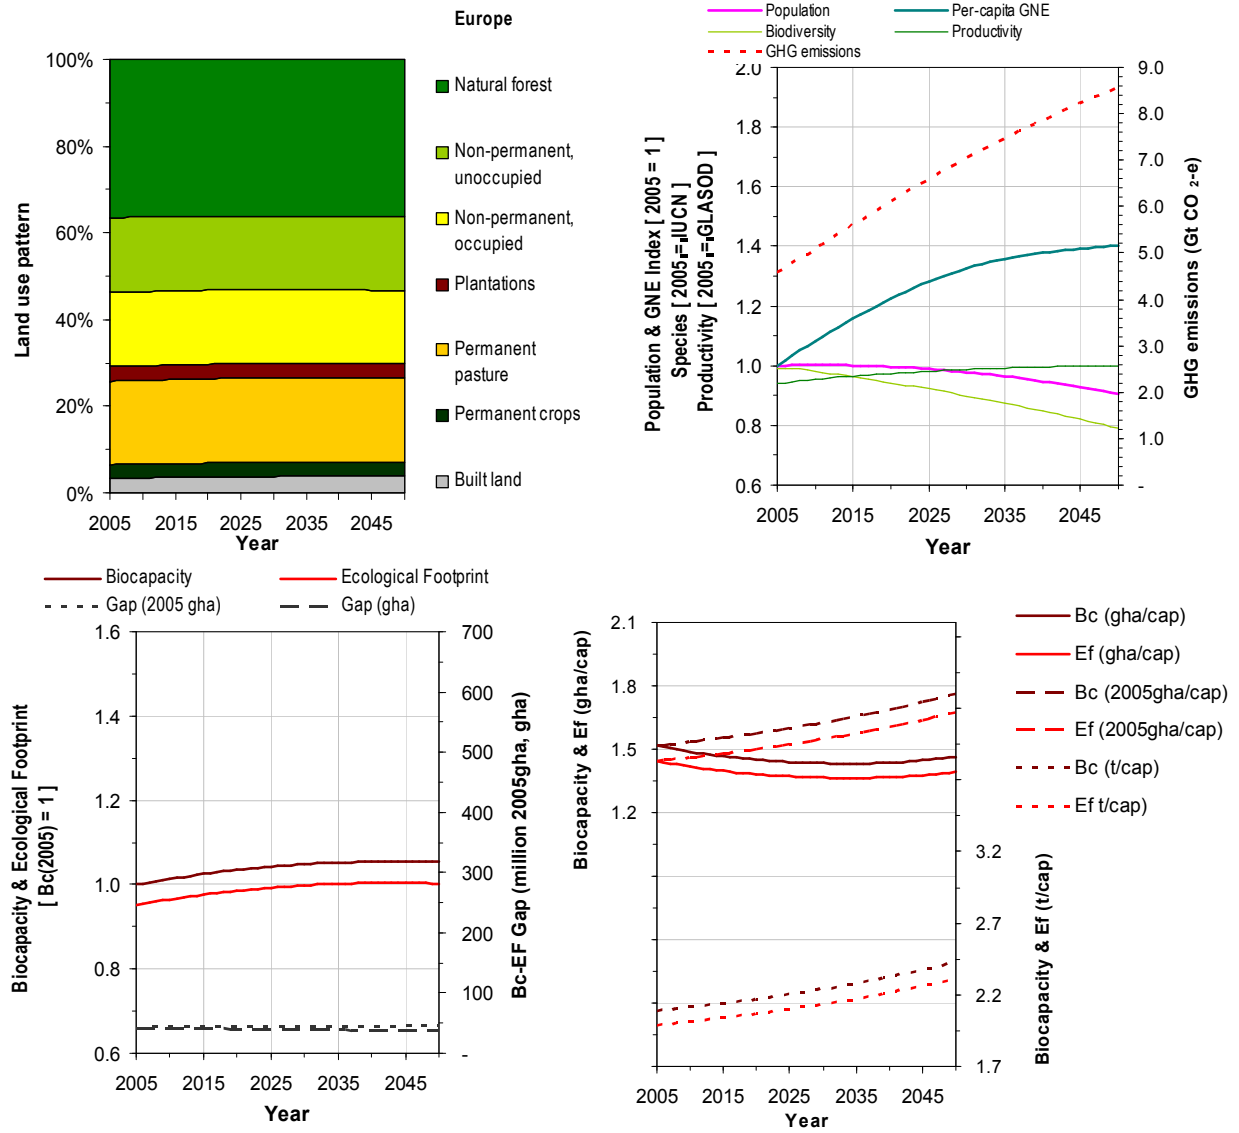 Europe
100%
80%
60%
40%
20%
0%
Land use pattern
2005 2015 2025 2035 2045
Year
Natural forest
Non-permanent,
unoccupied
Non-permanent,
occupied
Plantations
Permanent
pasture
Permanent crops
Built land
Population
Per-capita GNE
Biodiversity
Productivity
GHG emissions
2.0
1.8
1.6
1.4
1.2
1.0
0.8
0.6
Population & GNE Index [ 2005 = 1 ]
Species [ 2005 = IUCN ]
Productivity [ 2005 = GLASOD ]
9.0
8.0
7.0
6.0
5.0
4.0
3.0
2.0
1.0
-
GHG emissions (Gt CO 2-e)
2005 2015 2025 2035 2045
Year
Biocapacity
Ecological Footprint
Gap (2005 gha)
Gap (gha)
1.6
1.4
1.2
1.0
0.8
0.6
Biocapacity & Ecological Footprint
[ Bc(2005) = 1 ]
700
600
500
400
300
200
100
-
Bc-EF Gap (million 2005gha, gha)
2005 2015 2025 2035 2045
Year
2.1
1.8
1.5
1.2
Biocapacity & Ef (gha/cap)
3.2
2.7
2.2
1.7
Biocapacity & Ef (t/cap)
2005 2015 2025 2035 2045
Year
Bc (gha/cap)
Ef (gha/cap)
Bc (2005gha/cap)
Ef (2005gha/cap)
Bc (t/cap)
Ef t/cap)